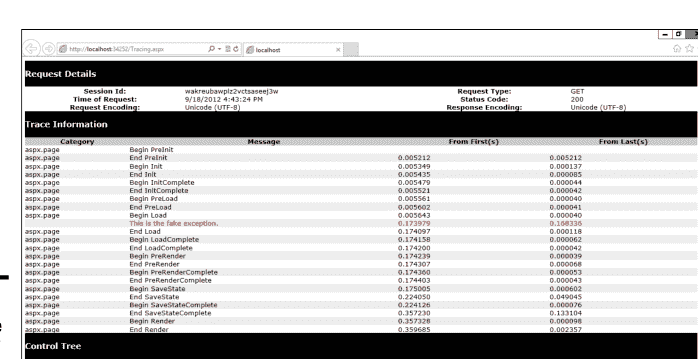 http://localhost:54252/Tracing.aspx localhost
Request Details
Session Id: wakreubawplz2vctsaseej3w Request Type: GET
Time of Request: 9/18/2012 4:43:24 PM Status Code: 200
Request Encoding: Unicode (UTF-8) Response Encoding: Unicode (UTF-8)
Trace Information
Category Message From First(s) From Last(s)
aspx.page Begin PreInit
aspx.page End PreInit 0.005212 0.005212
aspx.page Begin Init 0.005349 0.000137
aspx.page End Init 0.005435 0.000085
aspx.page Begin InitComplete 0.005479 0.000044
aspx.page End InitComplete 0.005521 0.000042
aspx.page Begin PreLoad 0.005561 0.000040
aspx.page End PreLoad 0.005602 0.000041
aspx.page Begin Load 0.005643 0.000040
This is the fake exception. 0.173979 0.168336
aspx.page End Load 0.174097 0.000118
aspx.page Begin LoadComplete 0.174158 0.000062
aspx.page End LoadComplete 0.174200 0.000042
aspx.page Begin PreRender 0.174239 0.000039
aspx.page End PreRender 0.174307 0.000068
aspx.page Begin PreRenderComplete 0.174360 0.000053
aspx.page End PreRenderComplete 0.174403 0.000043
aspx.page Begin SaveState 0.175005 0.000602
aspx.page End SaveState 0.224050 0.049045
aspx.page Begin SaveStateComplete 0.224126 0.000076
aspx.page End SaveStateComplete 0.357230 0.133104
aspx.page Begin Render 0.357328 0.000098
aspx.page End Render 0.359685 0.002357
Control Tree